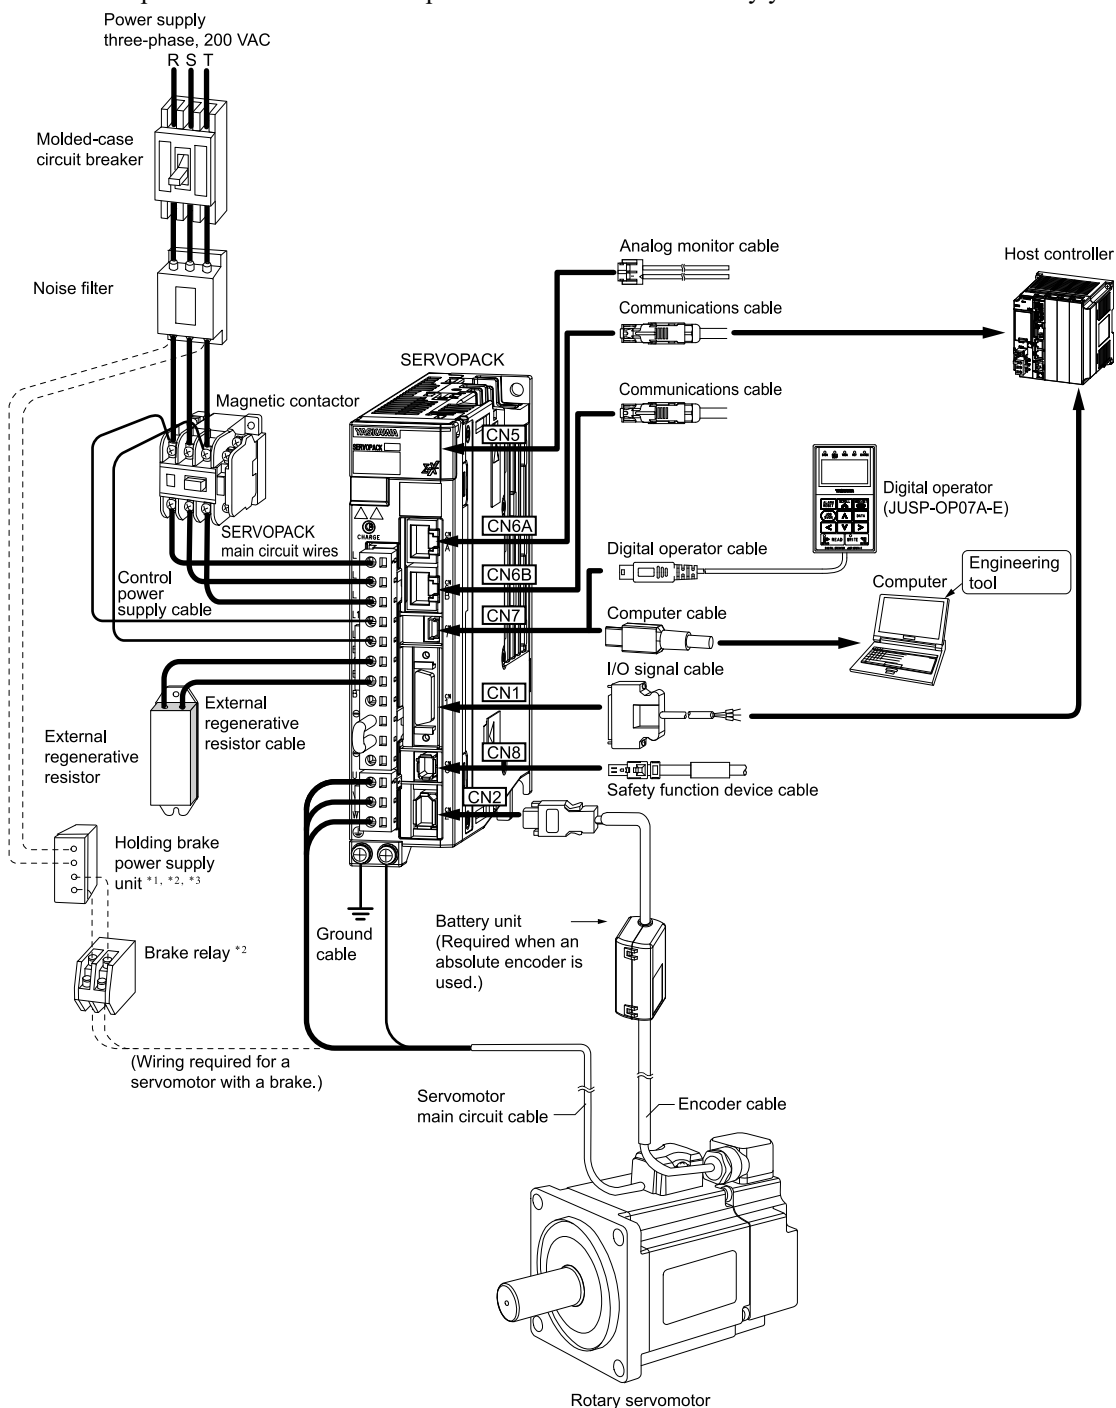 Power supply
three-phase, 200 VAC
R S T
Molded-case
circuit breaker
Noise filter
Analog monitor cable
Host controller
Communications cable
SERVOPACK
Communications cable
Magnetic contactor
YASKAWA
SERVOPACK
CN5
Digital operator
(JUSP-OP07A-E)
SERVOPACK
main circuit wires
CHARGE
CN6A
Digital operator cable
READ
WRITE
Engineering
tool
Control
power
supply cable
CN6B
Computer
CN7
Computer cable
I/O signal cable
CN1
External
regenerative
resistor cable
External
regenerative
resistor
CN8
Safety function device cable
CN2
Holding brake
power supply
unit *1, *2, *3
Battery unit
(Required when an
absolute encoder is
used.)
Ground
cable
Brake relay *2
(Wiring required for a
servomotor with a brake.)
Servomotor
main circuit cable
Encoder cable
Rotary servomotor